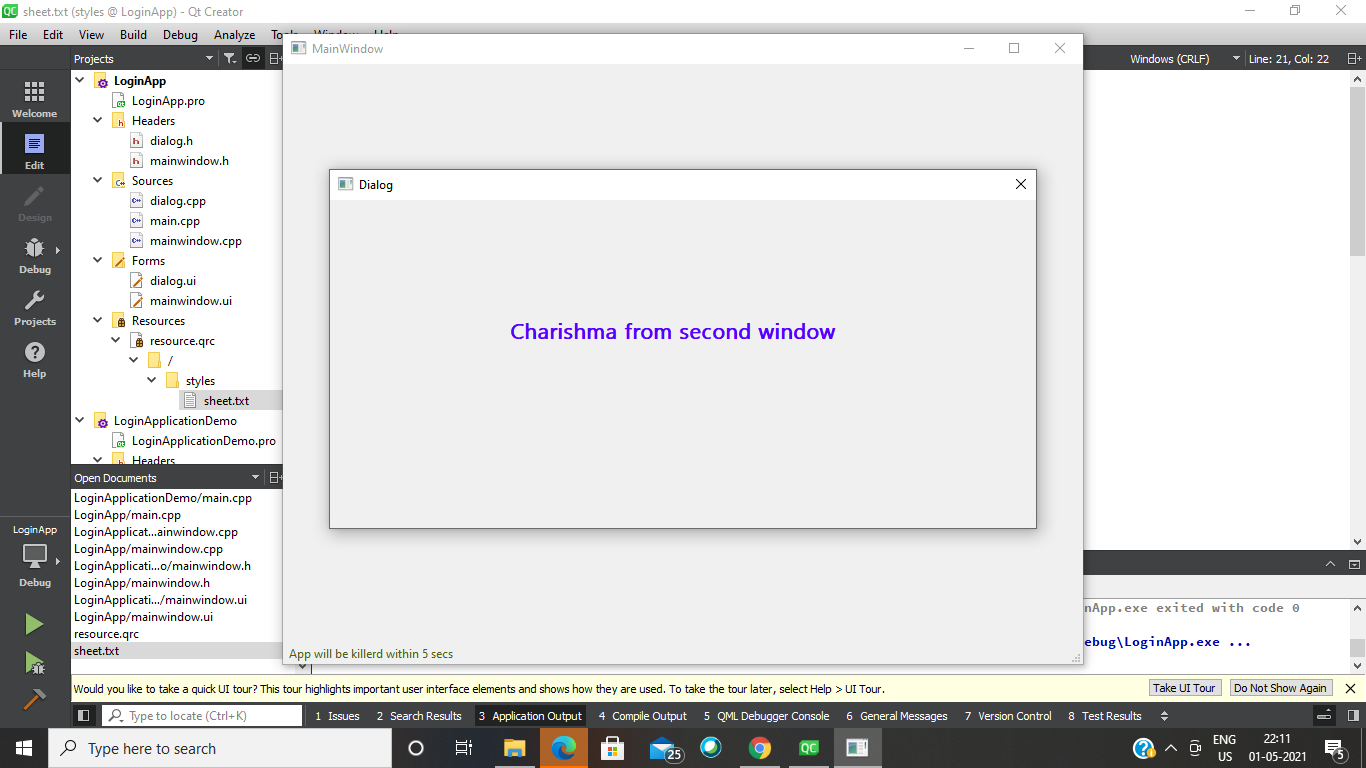 sheet.txt (styles @ LoginApp) - Qt Creator
File Edit View Build Debug Analyze Tools Window Help
MainWindow
Projects
Windows (CRLF) Line: 21, Col: 22
LoginApp
LoginApp.pro
Headers
dialog.h
mainwindow.h
Sources
dialog.cpp
main.cpp
mainwindow.cpp
Forms
dialog.ui
mainwindow.ui
Resources
resource.qrc
/
styles
sheet.txt
LoginApplicationDemo
LoginApplicationDemo.pro
Headers
Welcome
Edit
Design
Debug
Projects
Help
Dialog
Charishma from second window
Open Documents
LoginApplicationDemo/main.cpp
LoginApp/main.cpp
LoginApplicat...ainwindow.cpp
LoginApp/mainwindow.cpp
LoginApplicati...o/mainwindow.h
LoginApp/mainwindow.h
LoginApplicati.../mainwindow.ui
LoginApp/mainwindow.ui
resource.qrc
sheet.txt
LoginApp
Debug
nApp.exe exited with code 0
ebug\LoginApp.exe ...
App will be killerd within 5 secs
Would you like to take a quick UI tour? This tour highlights important user interface elements and shows how they are used. To take the tour later, select Help > UI Tour.
Take UI Tour Do Not Show Again
Type to locate (Ctrl+K) 1 Issues 2 Search Results 3 Application Output 4 Compile Output 5 QML Debugger Console 6 General Messages 7 Version Control 8 Test Results
Type here to search
25
QC
ENG
US
22:11
01-05-2021
5